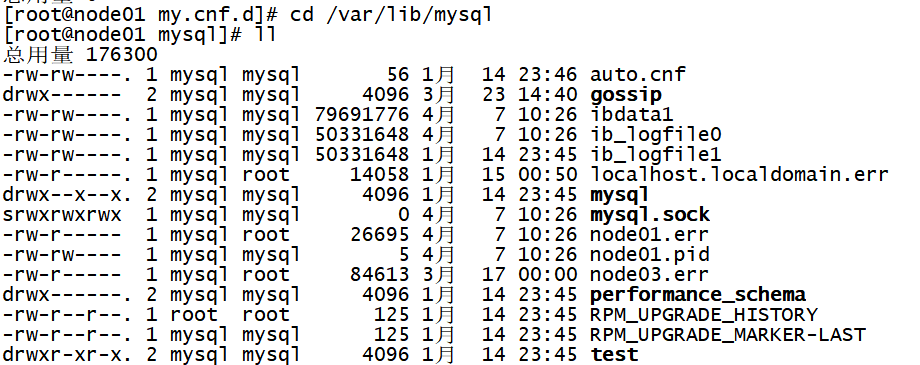 [root@node01 my.cnf.d]# cd /var/lib/mysql
[root@node01 mysql]# ll
总用量 176300
-rw-rw----. 1 mysql mysql       56 1月  14 23:46 auto.cnf
drwx------  2 mysql mysql     4096 3月  23 14:40 gossip
-rw-rw----. 1 mysql mysql 79691776 4月   7 10:26 ibdata1
-rw-rw----. 1 mysql mysql 50331648 4月   7 10:26 ib_logfile0
-rw-rw----. 1 mysql mysql 50331648 1月  14 23:45 ib_logfile1
-rw-r-----. 1 mysql root     14058 1月  15 00:50 localhost.localdomain.err
drwx--x--x. 2 mysql mysql     4096 1月  14 23:45 mysql
srwxrwxrwx  1 mysql mysql        0 4月   7 10:26 mysql.sock
-rw-r-----  1 mysql root     26695 4月   7 10:26 node01.err
-rw-rw----  1 mysql mysql        5 4月   7 10:26 node01.pid
-rw-r-----  1 mysql root     84613 3月  17 00:00 node03.err
drwx------. 2 mysql mysql     4096 1月  14 23:45 performance_schema
-rw-r--r--. 1 root  root       125 1月  14 23:45 RPM_UPGRADE_HISTORY
-rw-r--r--. 1 mysql mysql      125 1月  14 23:45 RPM_UPGRADE_MARKER-LAST
drwxr-xr-x. 2 mysql mysql     4096 1月  14 23:45 test